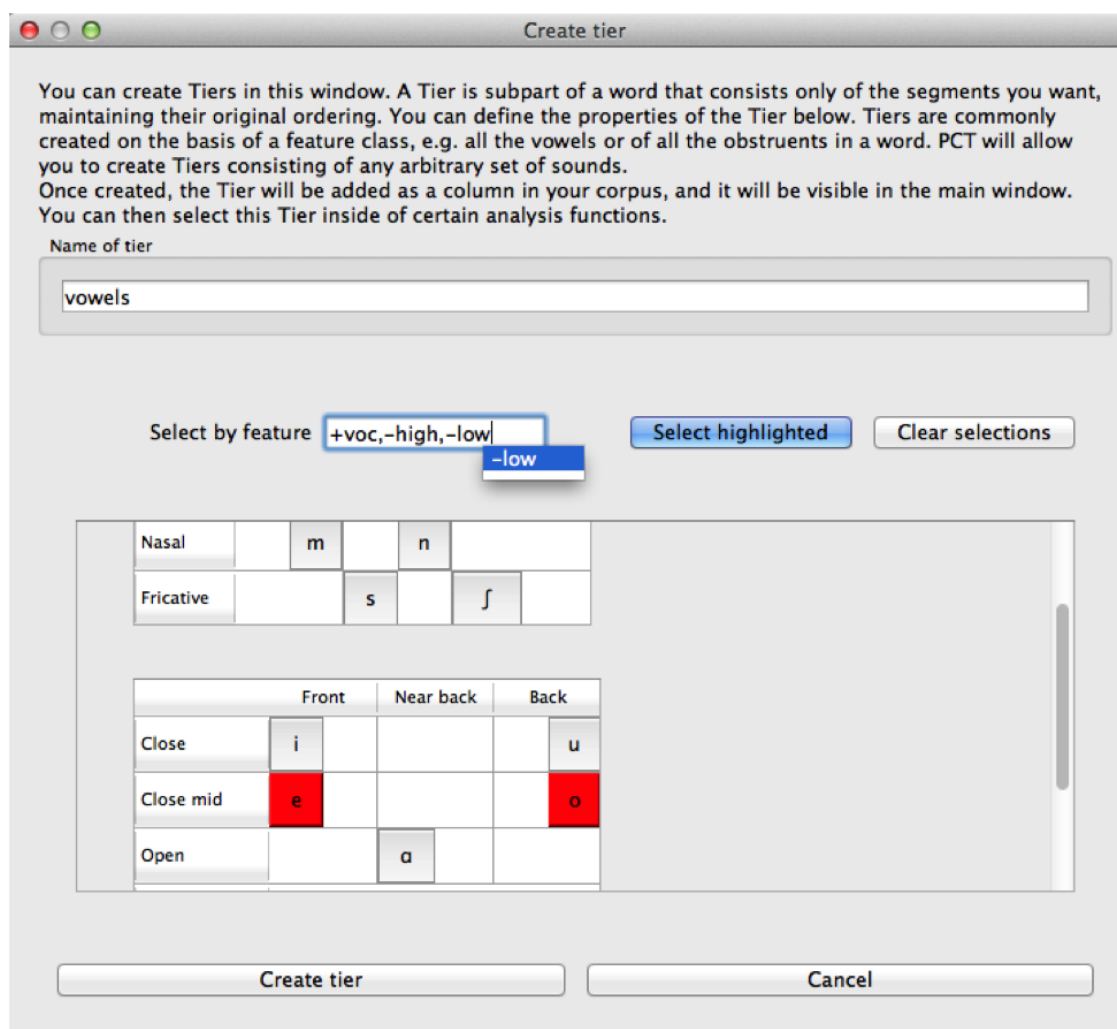 Create tier
You can create Tiers in this window. A Tier is subpart of a word that consists only of the segments you want,
maintaining their original ordering. You can define the properties of the Tier below. Tiers are commonly
created on the basis of a feature class, e.g. all the vowels or of all the obstruents in a word. PCT will allow
you to create Tiers consisting of any arbitrary set of sounds.
Once created, the Tier will be added as a column in your corpus, and it will be visible in the main window.
You can then select this Tier inside of certain analysis functions.
Name of tier
vowels
Select by feature +voc,-high,-low Select highlighted Clear selections
-low
Nasal m n
Fricative s ʃ
Front Near back Back
Close i u
Close mid e o
Open ɑ
Create tier Cancel